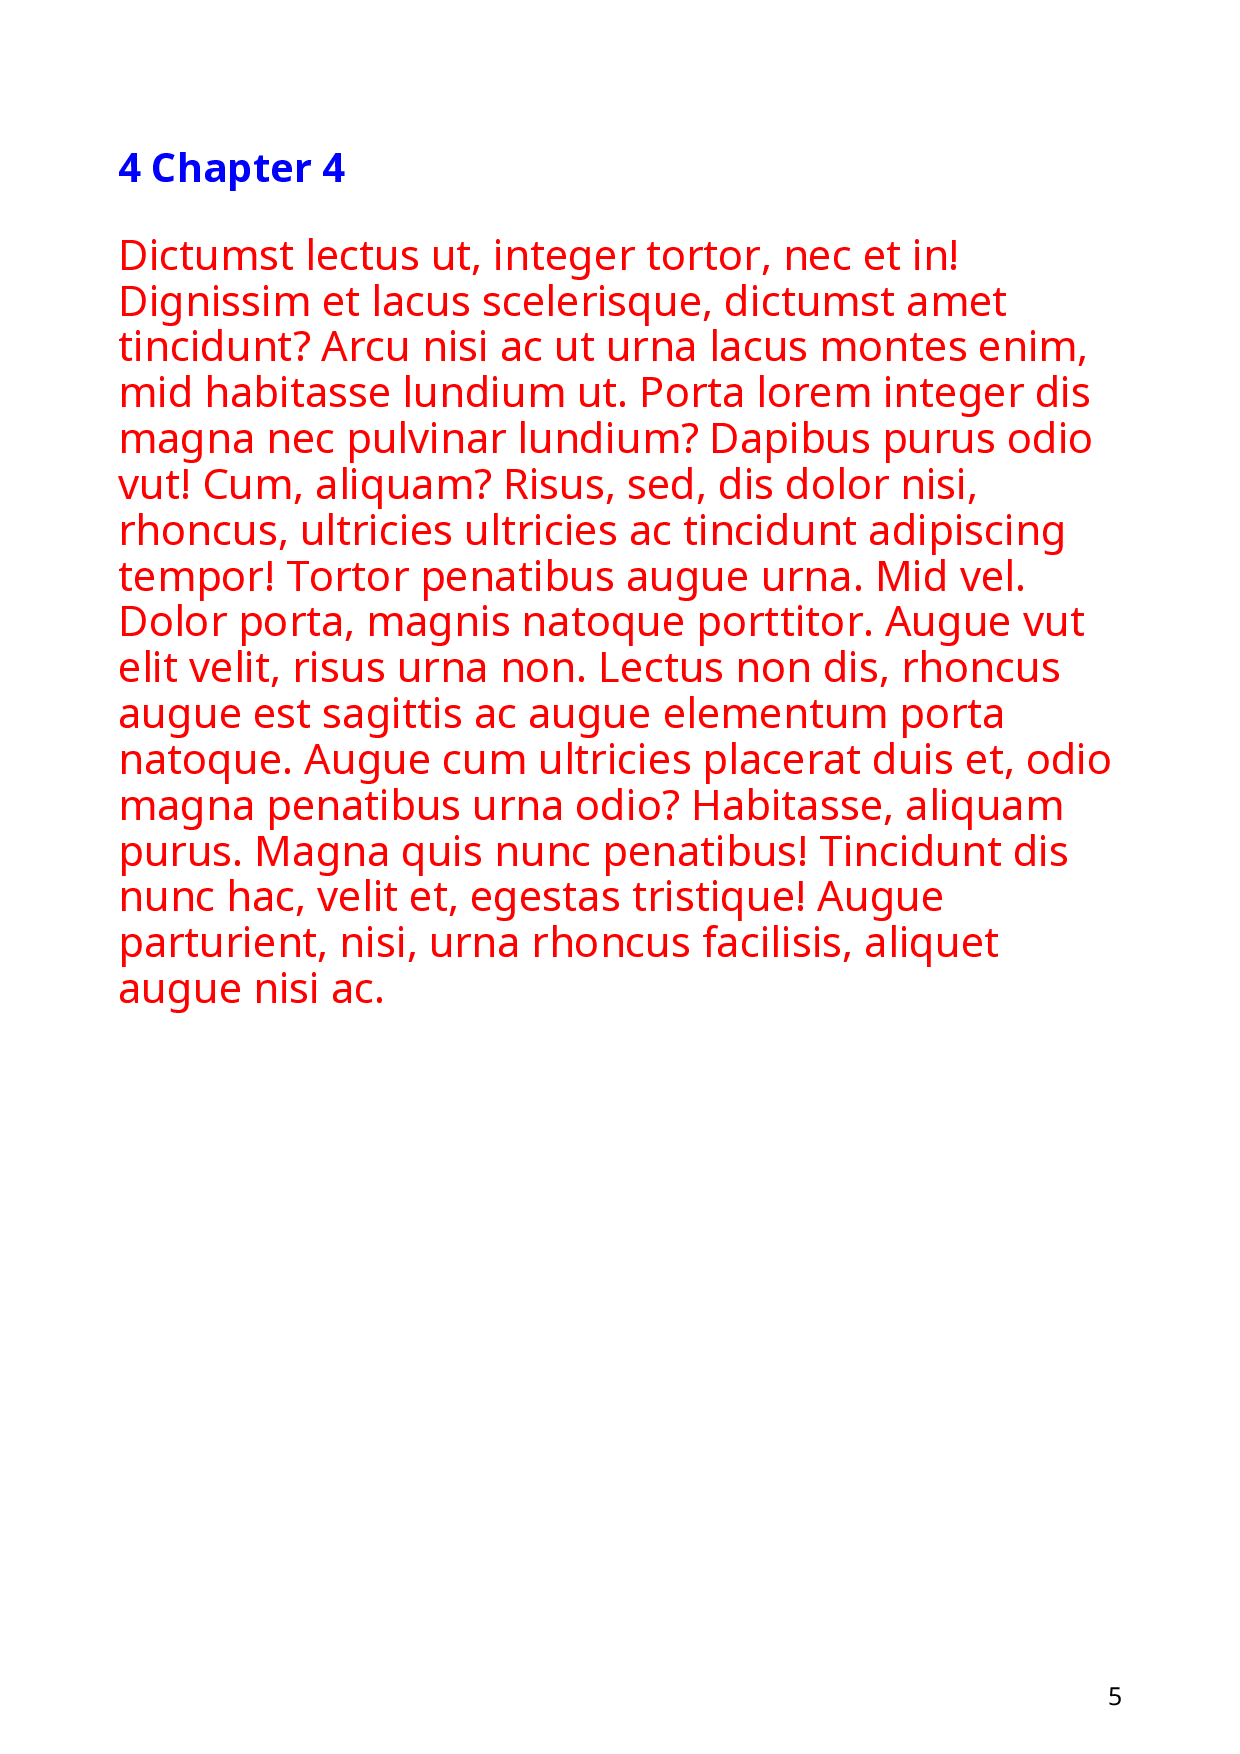 4 Chapter 4
Dictumst lectus ut, integer tortor, nec et in!
Dignissim et lacus scelerisque, dictumst amet
tincidunt? Arcu nisi ac ut urna lacus montes enim,
mid habitasse lundium ut. Porta lorem integer dis
magna nec pulvinar lundium? Dapibus purus odio
vut! Cum, aliquam? Risus, sed, dis dolor nisi,
rhoncus, ultricies ultricies ac tincidunt adipiscing
tempor! Tortor penatibus augue urna. Mid vel.
Dolor porta, magnis natoque porttitor. Augue vut
elit velit, risus urna non. Lectus non dis, rhoncus
augue est sagittis ac augue elementum porta
natoque. Augue cum ultricies placerat duis et, odio
magna penatibus urna odio? Habitasse, aliquam
purus. Magna quis nunc penatibus! Tincidunt dis
nunc hac, velit et, egestas tristique! Augue
parturient, nisi, urna rhoncus facilisis, aliquet
augue nisi ac.
5